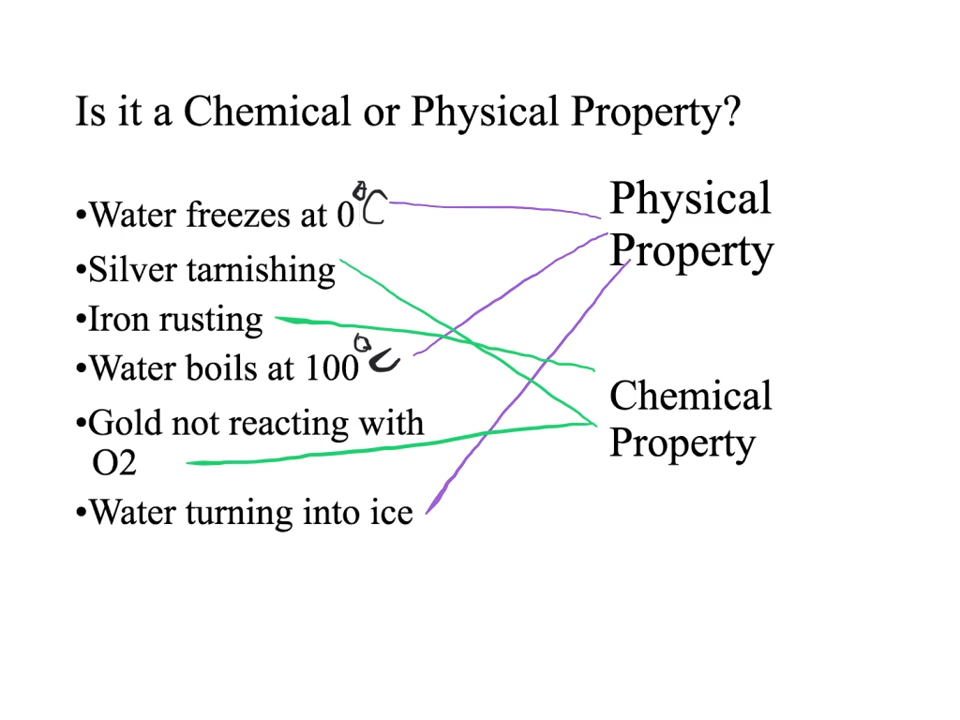 Is it a Chemical or Physical Property?
•Water freezes at 0°C
•Silver tarnishing
•Iron rusting
•Water boils at 100°C
•Gold not reacting with
O2
•Water turning into ice
Physical
Property
Chemical
Property